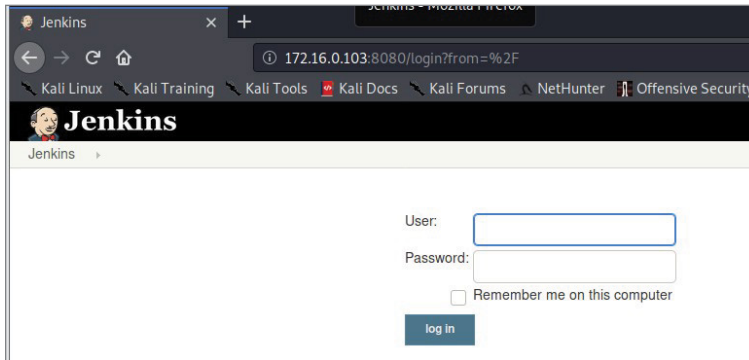 Jenkins - Mozilla Firefox
Jenkins × +
172.16.0.103:8080/login?from=%2F
Kali Linux Kali Training Kali Tools Kali Docs Kali Forums NetHunter Offensive Security
Jenkins
Jenkins
User:
Password:
Remember me on this computer
log in